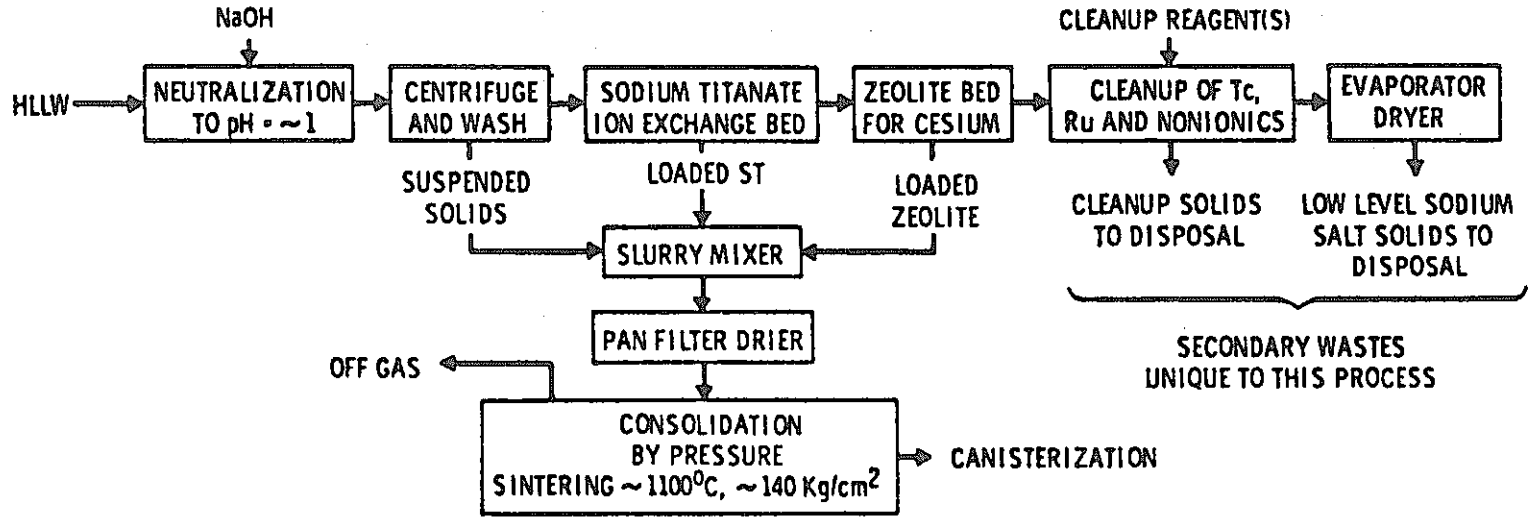 NaOH
CLEANUP REAGENT(S)
HLLW
NEUTRALIZATION
TO pH = ~1
CENTRIFUGE
AND WASH
SODIUM TITANATE
ION EXCHANGE BED
ZEOLITE BED
FOR CESIUM
CLEANUP OF Tc,
Ru AND NONIONICS
EVAPORATOR
DRYER
SUSPENDED
SOLIDS
LOADED ST
LOADED
ZEOLITE
CLEANUP SOLIDS
TO DISPOSAL
LOW LEVEL SODIUM
SALT SOLIDS TO
DISPOSAL
SLURRY MIXER
PAN FILTER DRIER
SECONDARY WASTES
UNIQUE TO THIS PROCESS
OFF GAS
CONSOLIDATION
BY PRESSURE
SINTERING ~1100⁰C, ~140 Kg/cm²
CANISTERIZATION